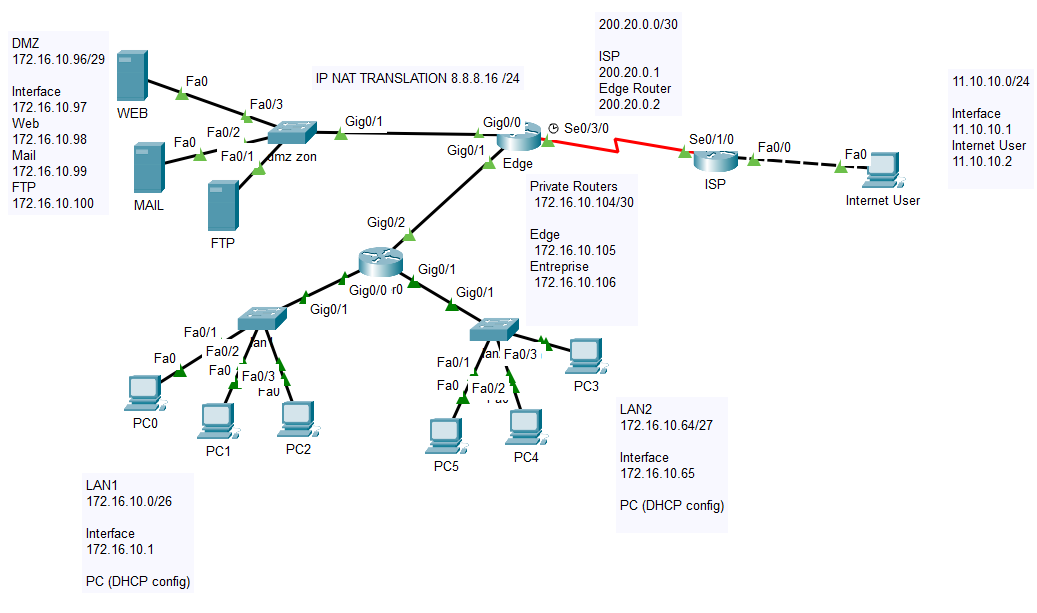 DMZ
172.16.10.96/29
Interface
172.16.10.97
Web
172.16.10.98
Mail
172.16.10.99
FTP
172.16.10.100
WEB
Fa0
Fa0/3
MAIL
Fa0
Fa0/2
FTP
Fa0/1
dmz zon
Gig0/1
IP NAT TRANSLATION 8.8.8.16 /24
Gig0/0
Gig0/1
Edge
Se0/3/0
200.20.0.0/30
ISP
200.20.0.1
Edge Router
200.20.0.2
Se0/1/0
ISP
Fa0/0
Fa0
Internet User
11.10.10.0/24
Interface
11.10.10.1
Internet User
11.10.10.2
Private Routers
172.16.10.104/30
Edge
172.16.10.105
Entreprise
172.16.10.106
Gig0/2
Gig0/0
r0
Gig0/1
Gig0/1
Gig0/1
Fa0/1
Fa0/2
Fa0/3
Fa0
Fa0
Fa0
PC0
PC1
PC2
Fa0/1
Fa0/3
Fa0
Fa0/2
Fa0
PC3
PC4
PC5
LAN2
172.16.10.64/27
Interface
172.16.10.65
PC (DHCP config)
LAN1
172.16.10.0/26
Interface
172.16.10.1
PC (DHCP config)